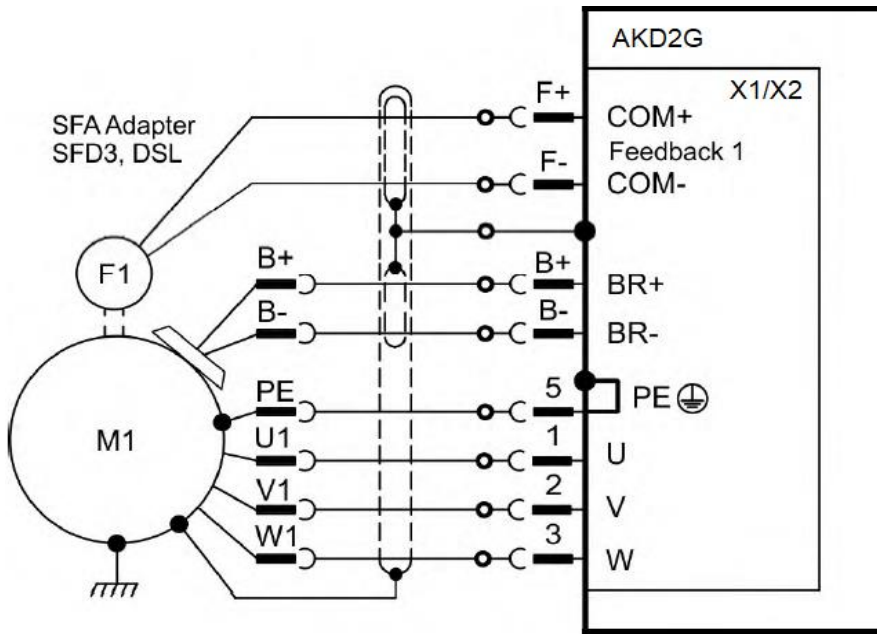 AKD2G
X1/X2
SFA Adapter
SFD3, DSL
F+
COM+
Feedback 1
F-
COM-
F1
B+
B+
BR+
B-
B-
BR-
PE
5
PE
M1
U1
1
U
V1
2
V
W1
3
W